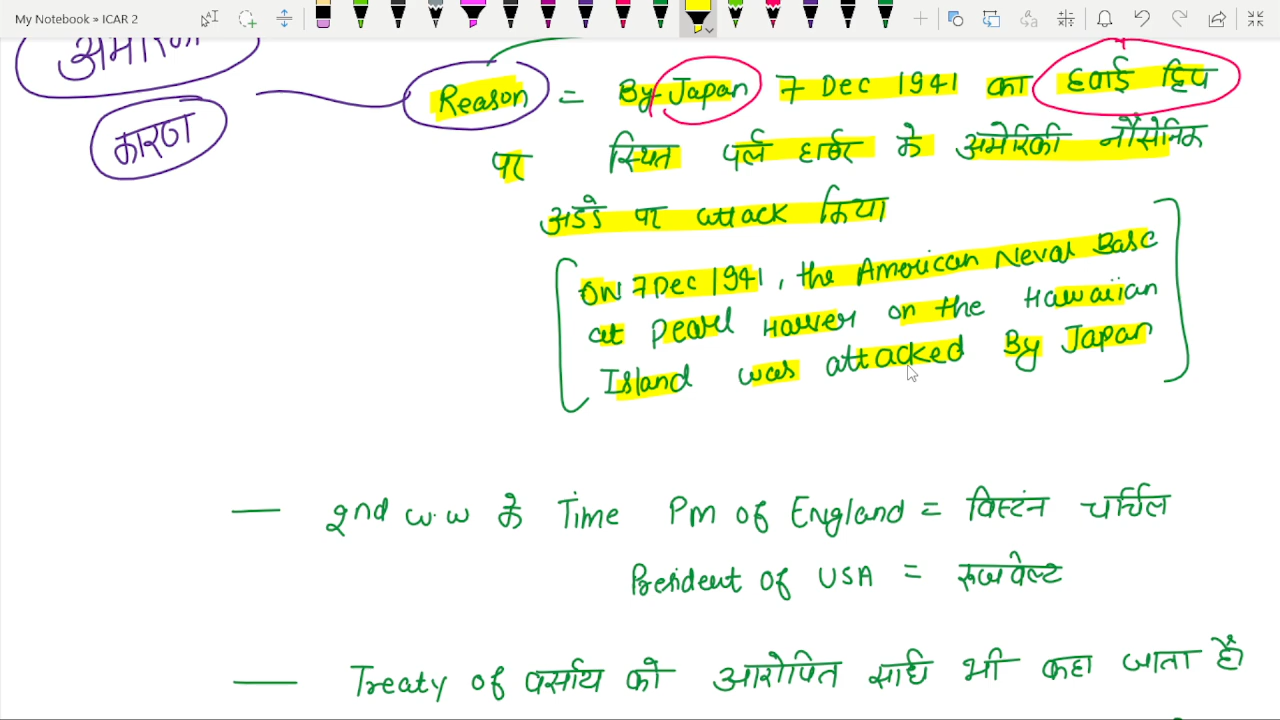 My Notebook » ICAR 2
अमेरिका
कारण
Reason = By Japan 7 Dec 1941 का हवाई द्विप
पर स्थित पर्ल हार्बर के अमेरिकी नौसेनिक
अडडे पर attack किया
ON 7 Dec 1941, the American Neval Base
at Pearl Harver on the Hawaiian
Island was attacked By Japan
— 2nd w.w के Time Pm of England = विस्टंन चर्चिल
President of USA = रूजवेल्ट
— Treaty of वर्साय को आरोपित संधि भी कहा जाता है।